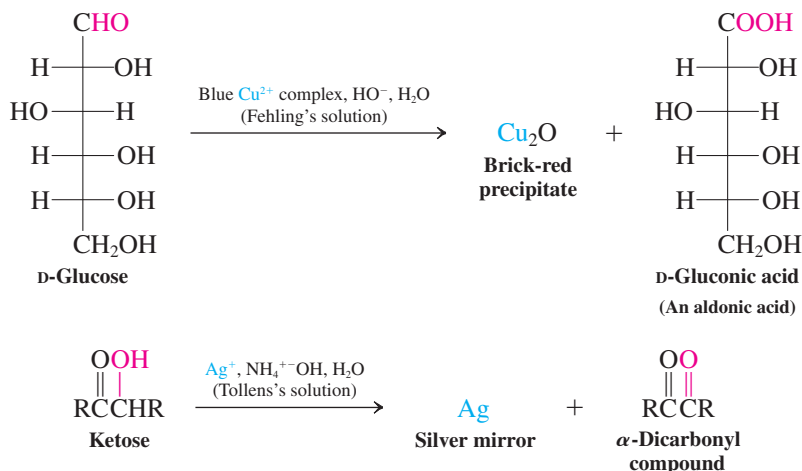 CHO
H OH
HO H
H OH
H OH
CH₂OH
D-Glucose
Blue Cu²⁺ complex, HO⁻, H₂O
(Fehling's solution)
Cu₂O
Brick-red
precipitate
+
COOH
H OH
HO H
H OH
H OH
CH₂OH
D-Gluconic acid
(An aldonic acid)
O OH
RCCHR
Ketose
Ag⁺, NH₄⁺⁻OH, H₂O
(Tollens's solution)
Ag
Silver mirror
+
O O
RCCR
α-Dicarbonyl
compound